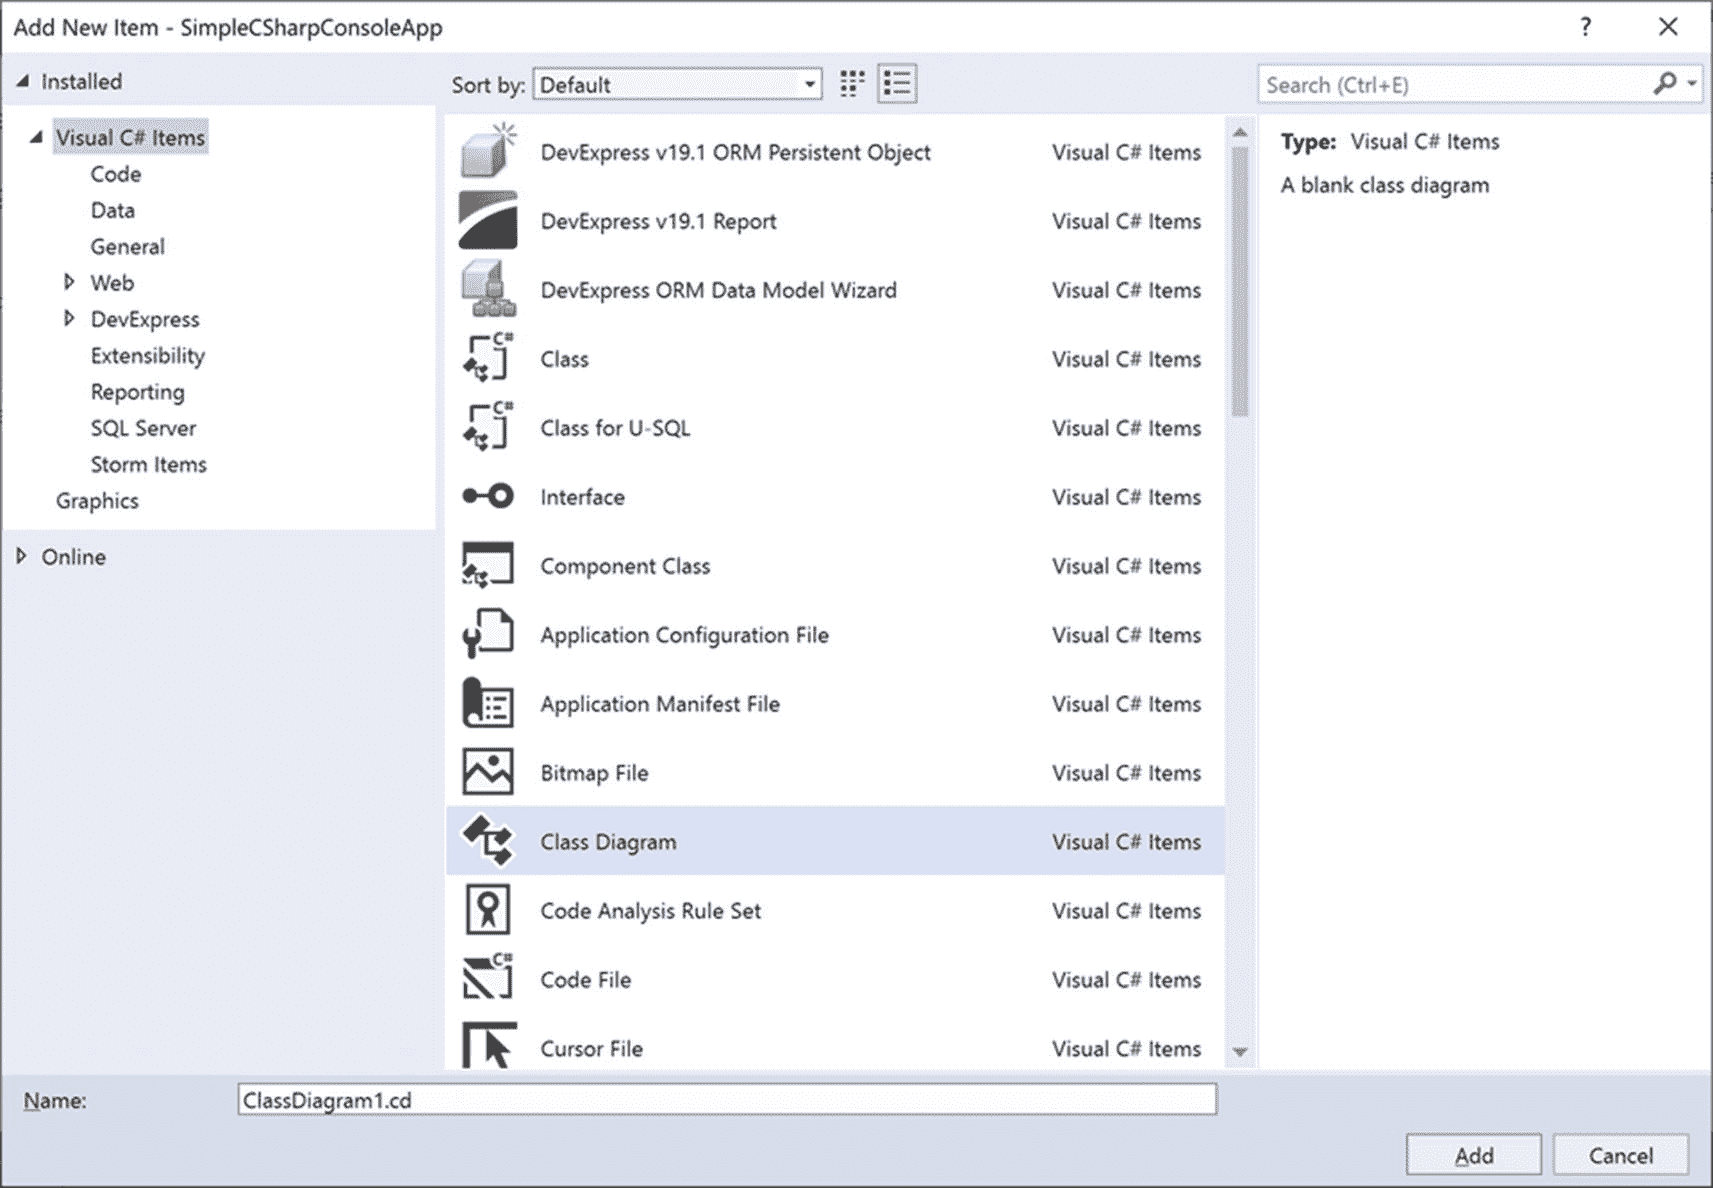 Add New Item - SimpleCSharpConsoleApp ? ×
Installed
Sort by: Default
Search (Ctrl+E)
Visual C# Items
Code
Data
General
Web
DevExpress
Extensibility
Reporting
SQL Server
Storm Items
Graphics
Online
DevExpress v19.1 ORM Persistent Object Visual C# Items
DevExpress v19.1 Report Visual C# Items
DevExpress ORM Data Model Wizard Visual C# Items
Class Visual C# Items
Class for U-SQL Visual C# Items
Interface Visual C# Items
Component Class Visual C# Items
Application Configuration File Visual C# Items
Application Manifest File Visual C# Items
Bitmap File Visual C# Items
Class Diagram Visual C# Items
Code Analysis Rule Set Visual C# Items
Code File Visual C# Items
Cursor File Visual C# Items
Type: Visual C# Items
A blank class diagram
Name: ClassDiagram1.cd
Add Cancel